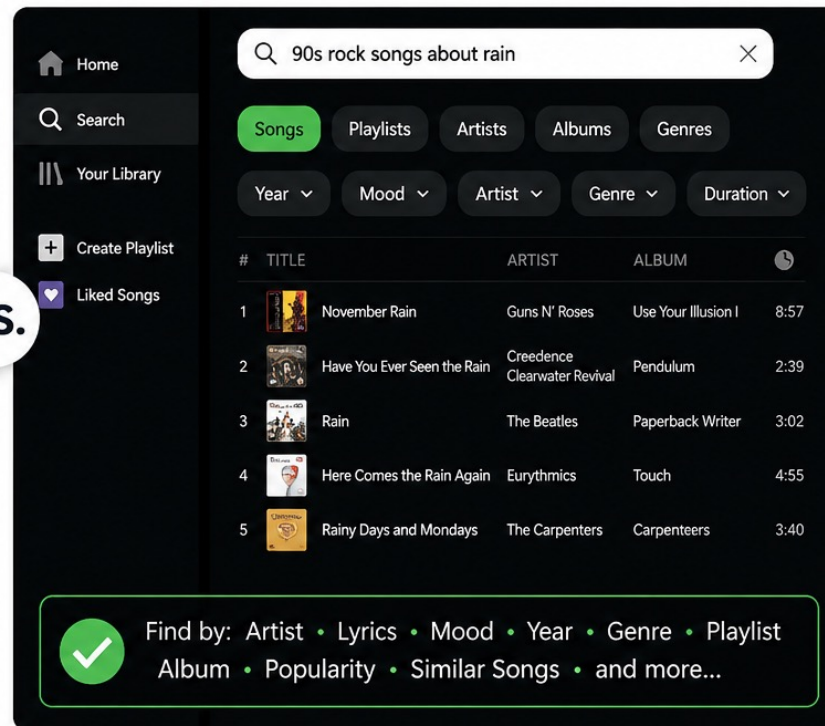 Home
Search
Your Library
Create Playlist
Liked Songs
s.
90s rock songs about rain
Songs Playlists Artists Albums Genres
Year Mood Artist Genre Duration
# TITLE ARTIST ALBUM
1 November Rain Guns N' Roses Use Your Illusion I 8:57
2 Have You Ever Seen the Rain Creedence Clearwater Revival Pendulum 2:39
3 Rain The Beatles Paperback Writer 3:02
4 Here Comes the Rain Again Eurythmics Touch 4:55
5 Rainy Days and Mondays The Carpenters Carpenteers 3:40
Find by: Artist • Lyrics • Mood • Year • Genre • Playlist
Album • Popularity • Similar Songs • and more...